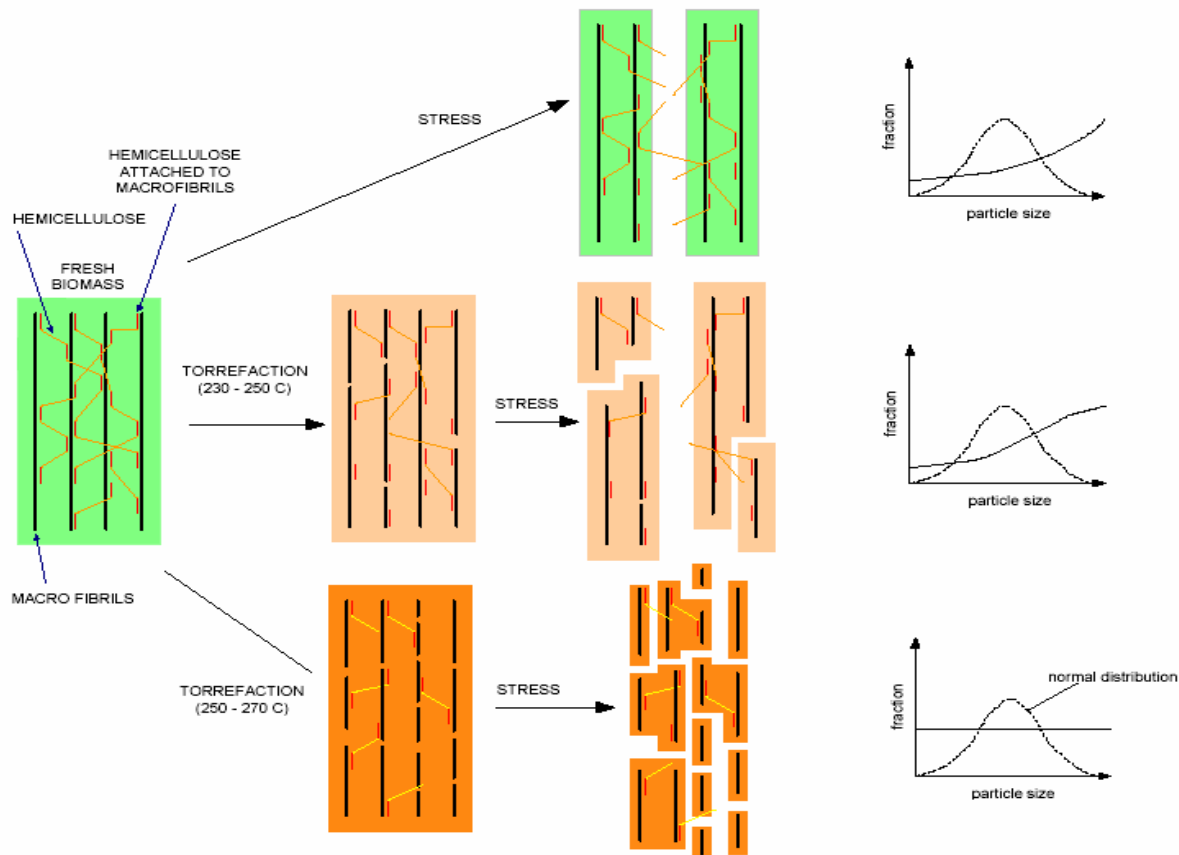 STRESS
fraction
particle size
HEMICELLULOSE
ATTACHED TO
MACROFIBRILS
HEMICELLULOSE
FRESH
BIOMASS
TORREFACTION
(230 - 250 C)
STRESS
fraction
particle size
MACRO FIBRILS
TORREFACTION
(250 - 270 C)
STRESS
normal distribution
fraction
particle size